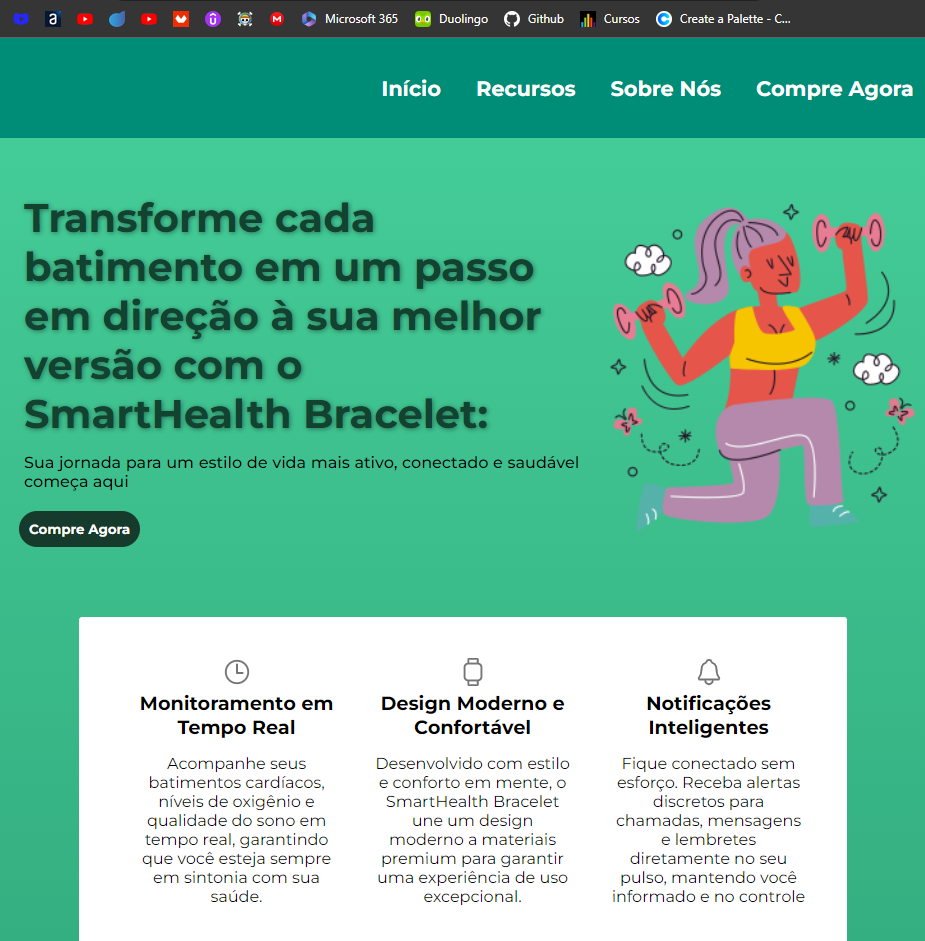 Microsoft 365 Duolingo Github Cursos Create a Palette - C...
Início Recursos Sobre Nós Compre Agora
Transforme cada
batimento em um passo
em direção à sua melhor
versão com o
SmartHealth Bracelet:
Sua jornada para um estilo de vida mais ativo, conectado e saudável
começa aqui
Compre Agora
Monitoramento em
Tempo Real
Acompanhe seus
batimentos cardíacos,
níveis de oxigênio e
qualidade do sono em
tempo real, garantindo
que você esteja sempre
em sintonia com sua
saúde.
Design Moderno e
Confortável
Desenvolvido com estilo
e conforto em mente, o
SmartHealth Bracelet
une um design
moderno a materiais
premium para garantir
uma experiência de uso
excepcional.
Notificações
Inteligentes
Fique conectado sem
esforço. Receba alertas
discretos para
chamadas, mensagens
e lembretes
diretamente no seu
pulso, mantendo você
informado e no controle